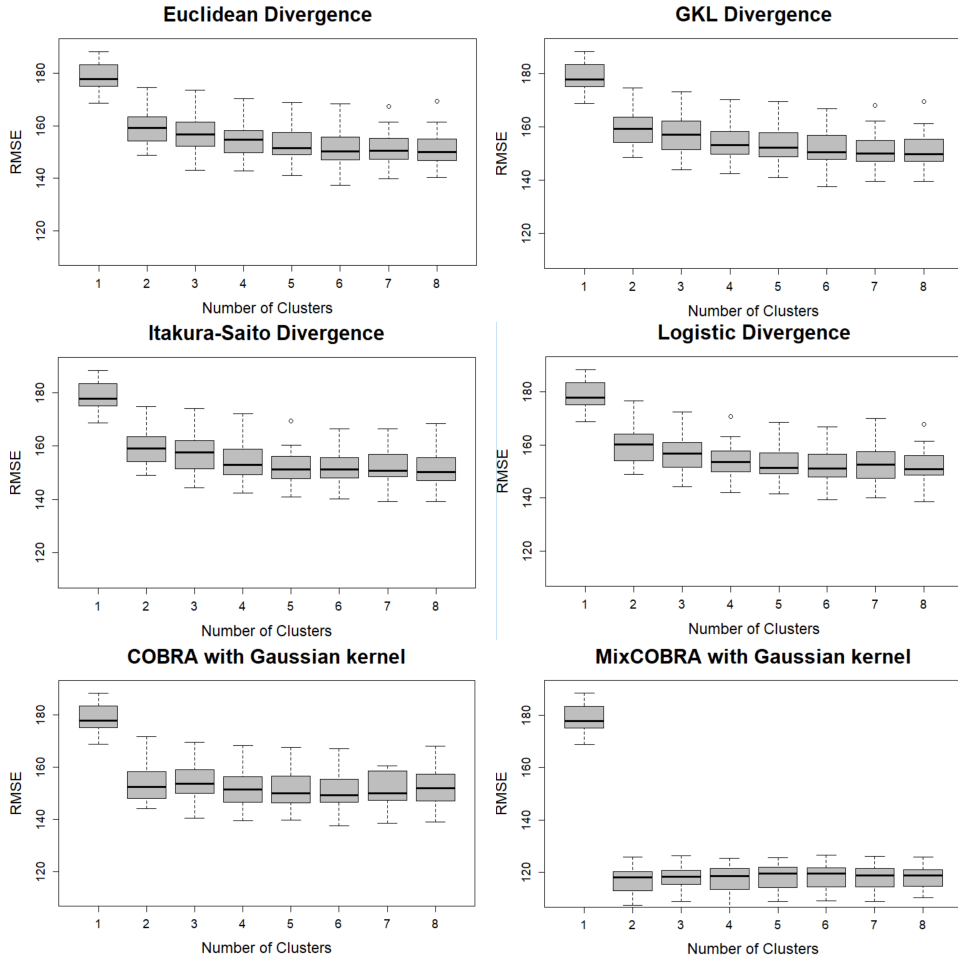 Euclidean Divergence
RMSE
180
160
140
120
1 2 3 4 5 6 7 8
Number of Clusters
GKL Divergence
RMSE
180
160
140
120
1 2 3 4 5 6 7 8
Number of Clusters
Itakura-Saito Divergence
RMSE
180
160
140
120
1 2 3 4 5 6 7 8
Number of Clusters
Logistic Divergence
RMSE
180
160
140
120
1 2 3 4 5 6 7 8
Number of Clusters
COBRA with Gaussian kernel
RMSE
180
160
140
120
1 2 3 4 5 6 7 8
Number of Clusters
MixCOBRA with Gaussian kernel
RMSE
180
160
140
120
1 2 3 4 5 6 7 8
Number of Clusters